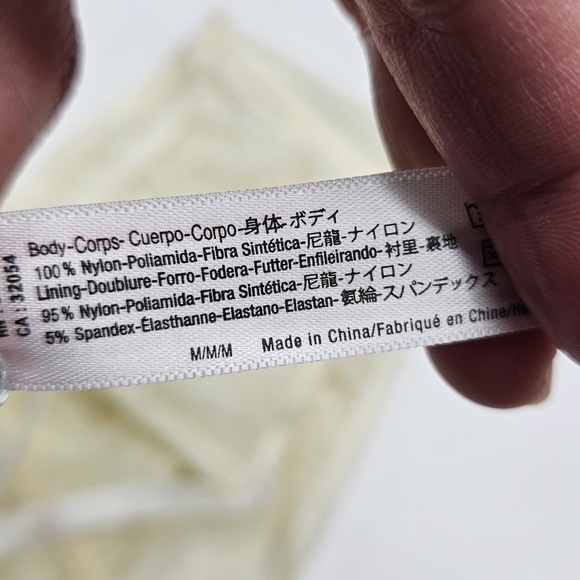 Body-Corps- Cuerpo-Corpo-身体-ボディ
100% Nylon-Poliamida-Fibra Sintética-尼龍-ナイロン
Lining-Doublure-Forro-Fodera-Futter-Enfileirando-衬里-裏地
95% Nylon-Poliamida-Fibra Sintética-尼龍-ナイロン
5% Spandex-Élasthanne-Elastano-Elastan-氨綸-スパンデックス
M/M/M Made in China/Fabriqué en Chine/
CA: 32054